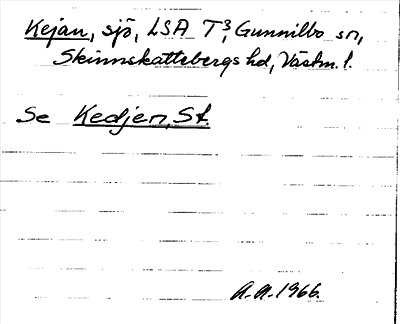 Kejan, sjö, LSA T³, Gunnilbo sn,
Skinnskattebergs hd, Västm. l.
Se Kedjen, St.
A.A. 1966.